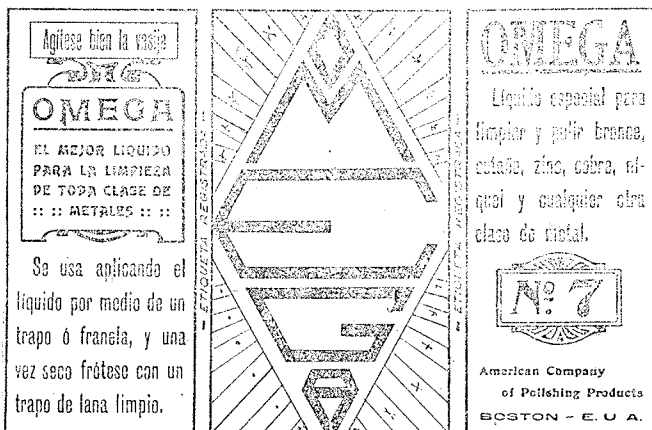 Agítese bien la vasija
OMEGA
EL MEJOR LIQUIDO
PARA LA LIMPIEZA
DE TODA CLASE DE
:: :: METALES :: ::
Se usa aplicando el
líquido por medio de un
trapo ó franela, y una
vez seco frótese con un
trapo de lana limpio.
— ETIQUETA REGISTRADA —
OMEGA
— ETIQUETA REGISTRADA —
OMEGA
Líquido especial para
limpiar y pulir bronce,
estaño, zinc, cobre, ni-
quel y cualquier otra
clase de metal.
Nº 7
American Company
of Polishing Products
BOSTON - E. U A.